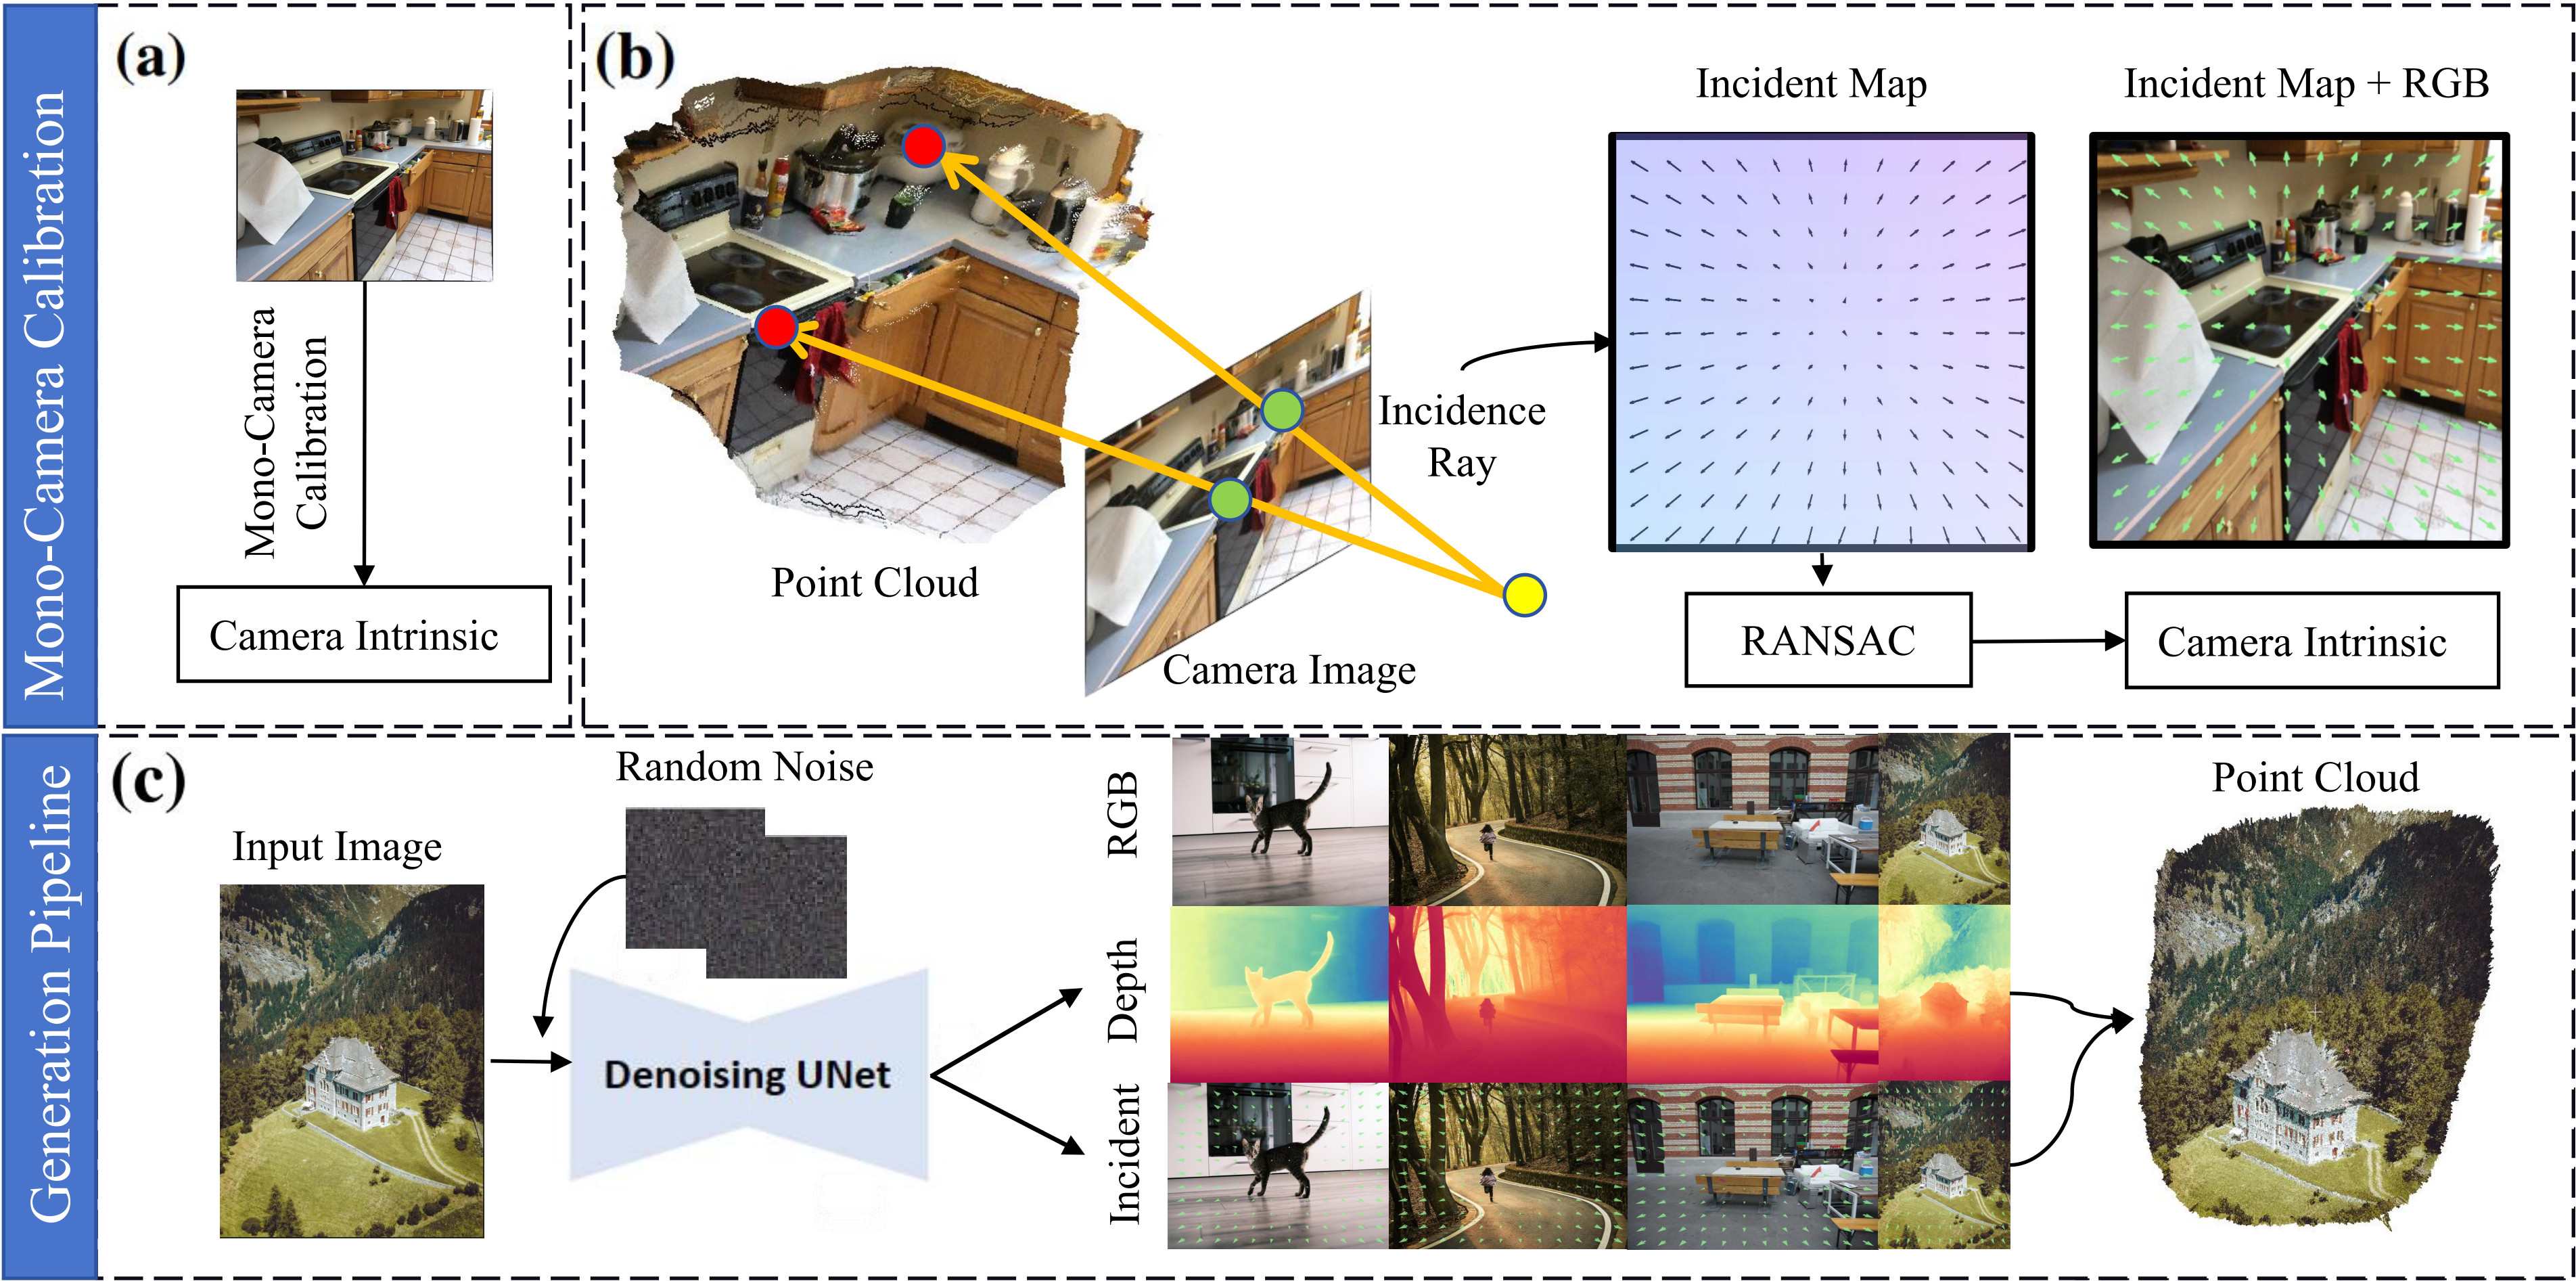 Mono-Camera Calibration
(a)
Mono-Camera
Calibration
Camera Intrinsic
(b)
Point Cloud
Camera Image
Incidence
Ray
Incident Map
Incident Map + RGB
RANSAC
Camera Intrinsic
Generation Pipeline
(c)
Input Image
Random Noise
Denoising UNet
RGB
Depth
Incident
Point Cloud